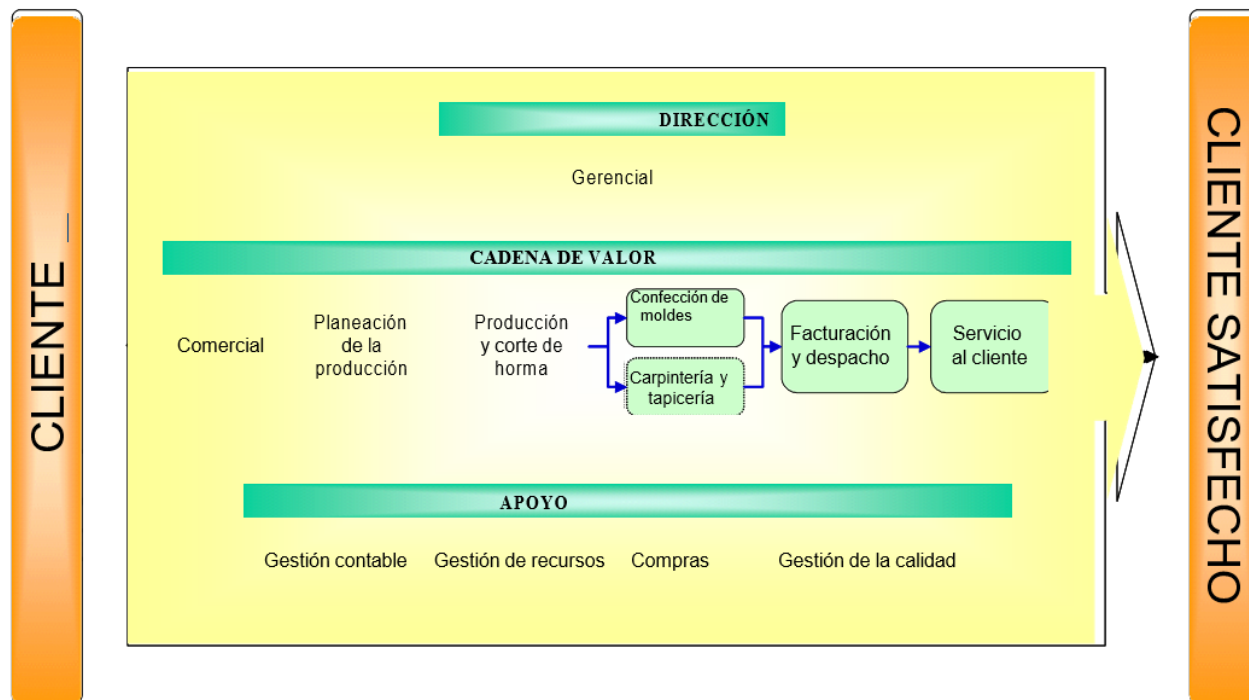 CLIENTE _
DIRECCIÓN
Gerencial
CADENA DE VALOR
Comercial
Planeación
de la
producción
Producción
y corte de
horma
Confección de
moldes
Carpintería y
tapicería
Facturación
y despacho
Servicio
al cliente
APOYO
Gestión contable
Gestión de recursos
Compras
Gestión de la calidad
CLIENTE SATISFECHO